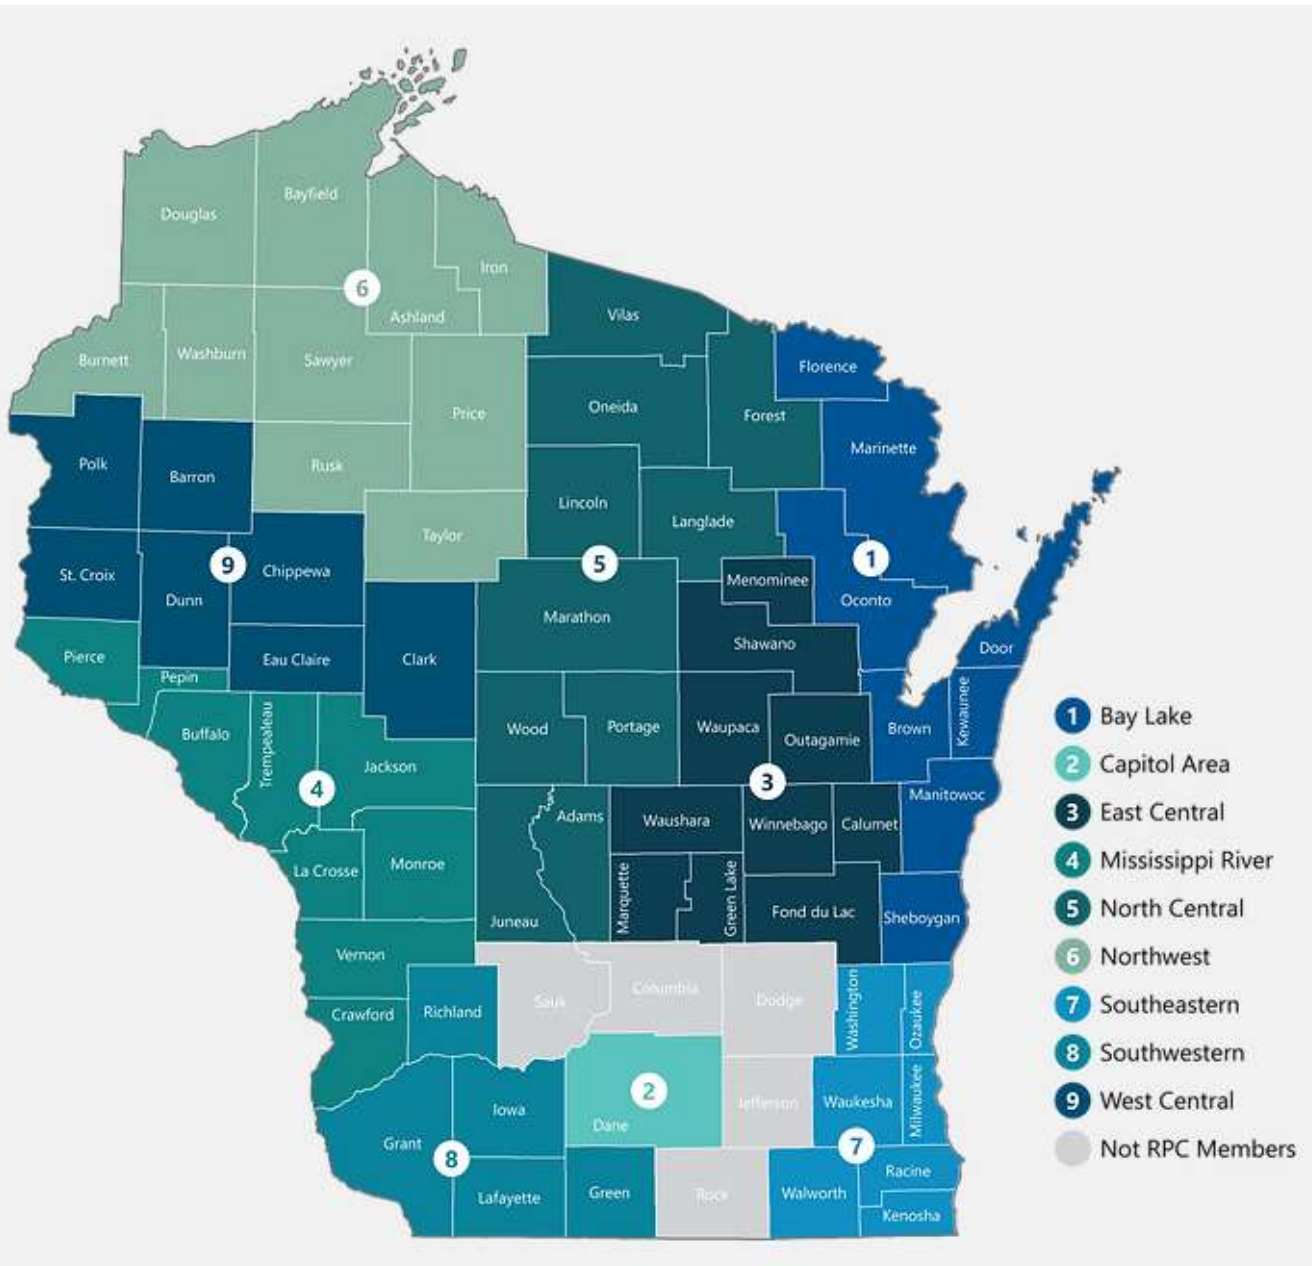 Douglas
Bayfield
Iron
6
Ashland
Vilas
Burnett
Washburn
Sawyer
Florence
Price
Oneida
Forest
Polk
Barron
Rusk
Marinette
Lincoln
Langlade
Taylor
St. Croix
9
Chippewa
5
1
Menominee
Dunn
Oconto
Marathon
Shawano
Pierce
Eau Claire
Clark
Door
Pepin
Buffalo
Trempealeau
Wood
Portage
Waupaca
Outagamie
Brown
Kewaunee
Jackson
4
3
Manitowoc
Adams
Waushara
Winnebago
Calumet
La Crosse
Monroe
Marquette
Green Lake
Juneau
Fond du Lac
Sheboygan
Vernon
Richland
Sauk
Columbia
Dodge
Washington
Ozaukee
Crawford
2
Iowa
Dane
Jefferson
Waukesha
Milwaukee
Grant
8
7
Lafayette
Green
Rock
Walworth
Racine
Kenosha
1 Bay Lake
2 Capitol Area
3 East Central
4 Mississippi River
5 North Central
6 Northwest
7 Southeastern
8 Southwestern
9 West Central
Not RPC Members